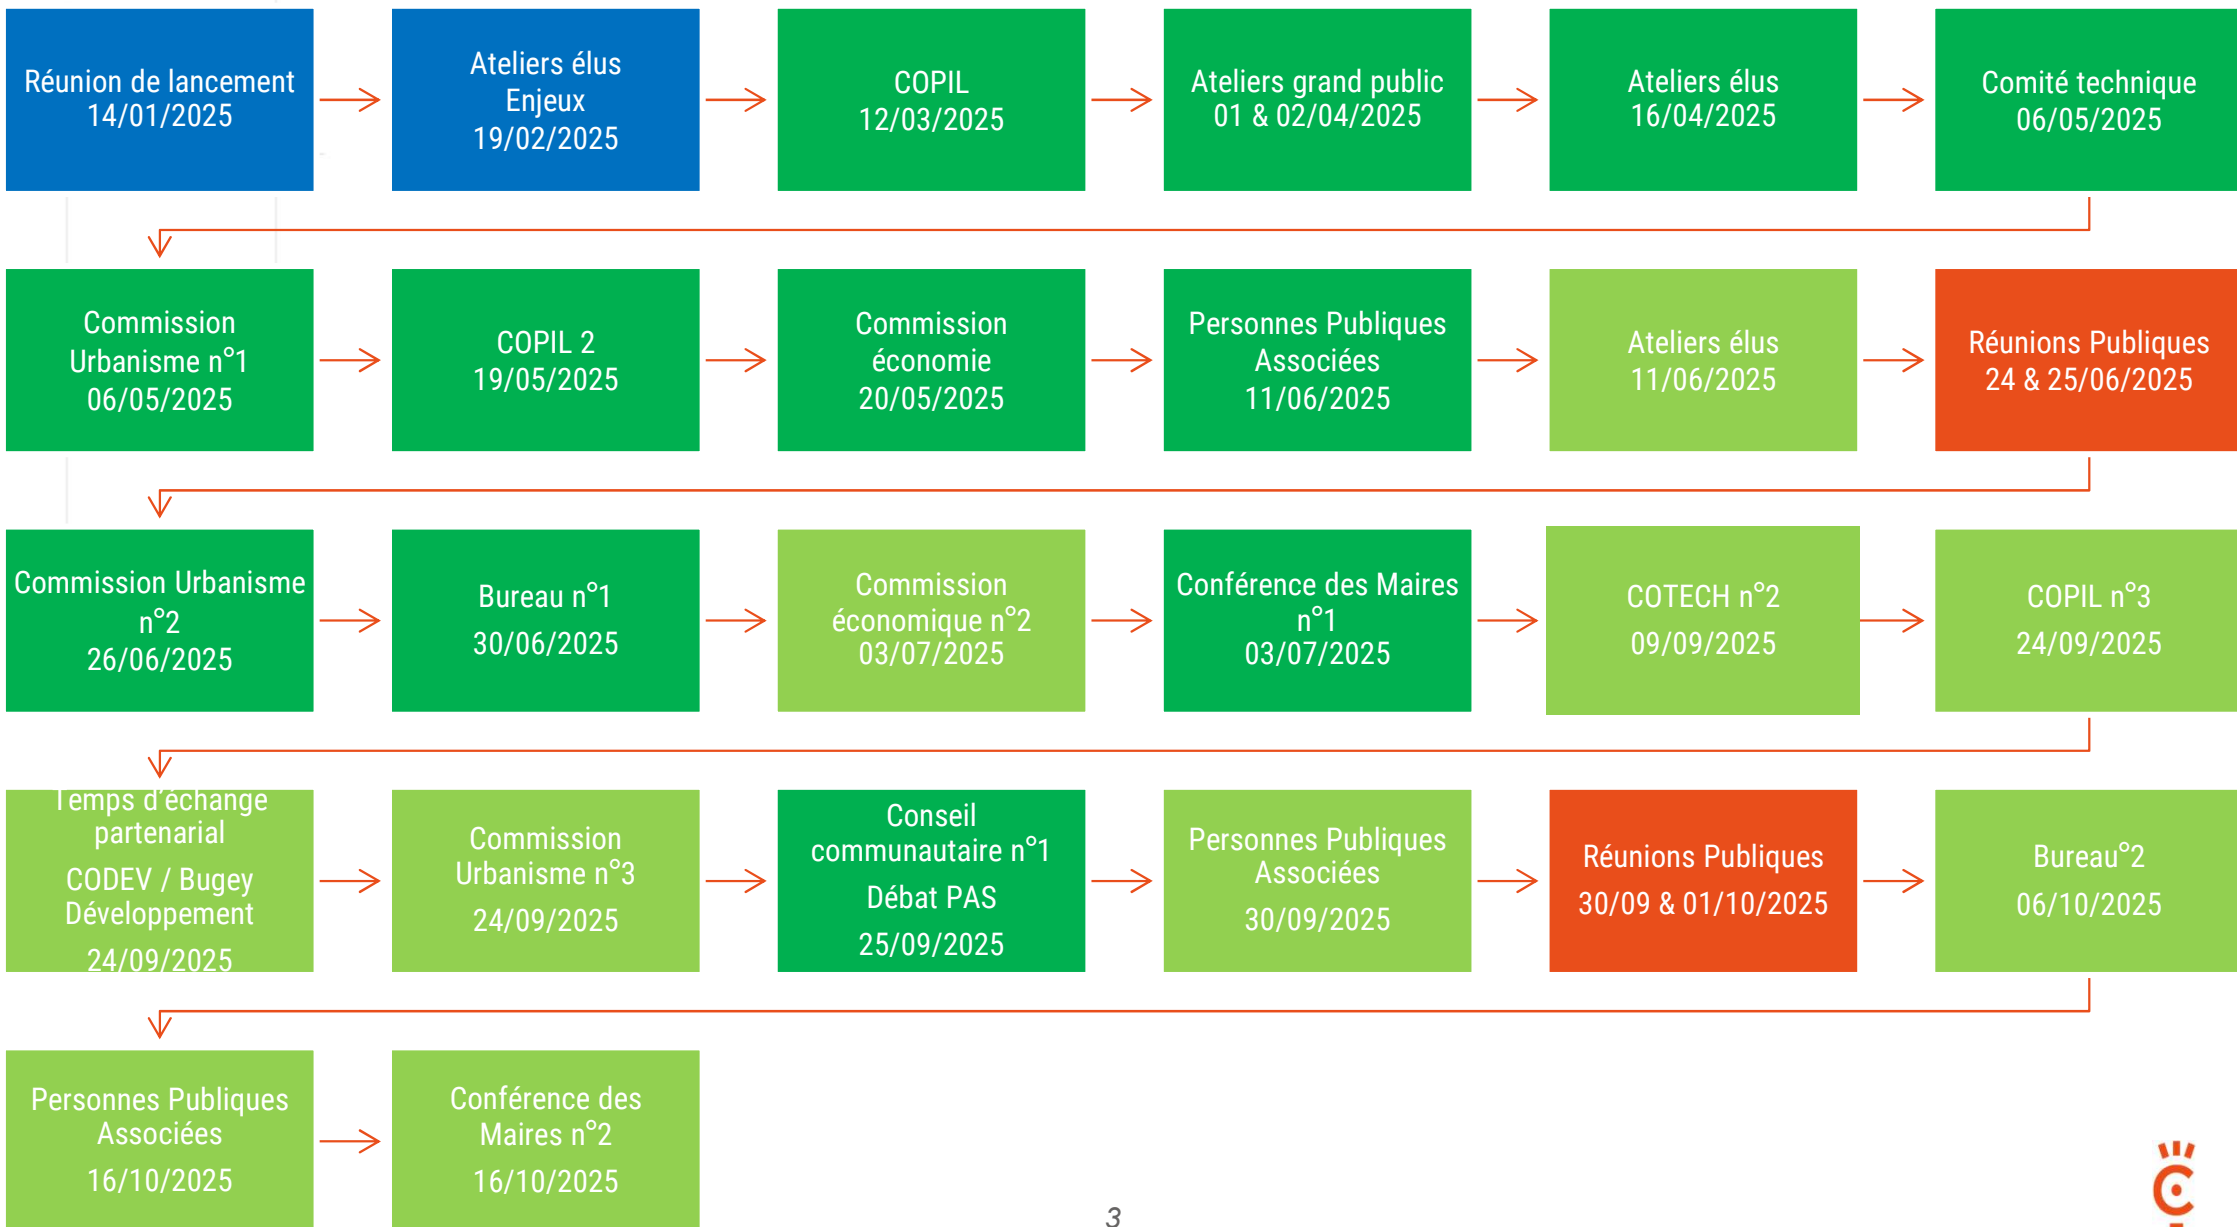 Réunion de lancement
14/01/2025
Ateliers élus
Enjeux
19/02/2025
COPIL
12/03/2025
Ateliers grand public
01 & 02/04/2025
Ateliers élus
16/04/2025
Comité technique
06/05/2025
Commission
Urbanisme n°1
06/05/2025
COPIL 2
19/05/2025
Commission
économie
20/05/2025
Personnes Publiques
Associées
11/06/2025
Ateliers élus
11/06/2025
Réunions Publiques
24 & 25/06/2025
Commission Urbanisme
n°2
26/06/2025
Bureau n°1
30/06/2025
Commission
économique n°2
03/07/2025
Conférence des Maires
n°1
03/07/2025
COTECH n°2
09/09/2025
COPIL n°3
24/09/2025
Temps d'échange
partenarial
CODEV / Bugey
Développement
24/09/2025
Commission
Urbanisme n°3
24/09/2025
Conseil
communautaire n°1
Débat PAS
25/09/2025
Personnes Publiques
Associées
30/09/2025
Réunions Publiques
30/09 & 01/10/2025
Bureau°2
06/10/2025
Personnes Publiques
Associées
16/10/2025
Conférence des
Maires n°2
16/10/2025
3